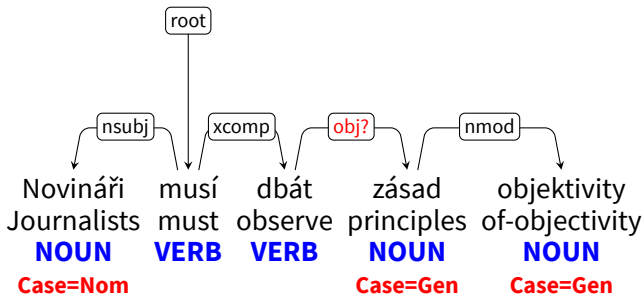 root
nsubj xcomp obj? nmod
Novináři musí dbát zásad objektivity
Journalists must observe principles of-objectivity
NOUN VERB VERB NOUN NOUN
Case=Nom Case=Gen Case=Gen